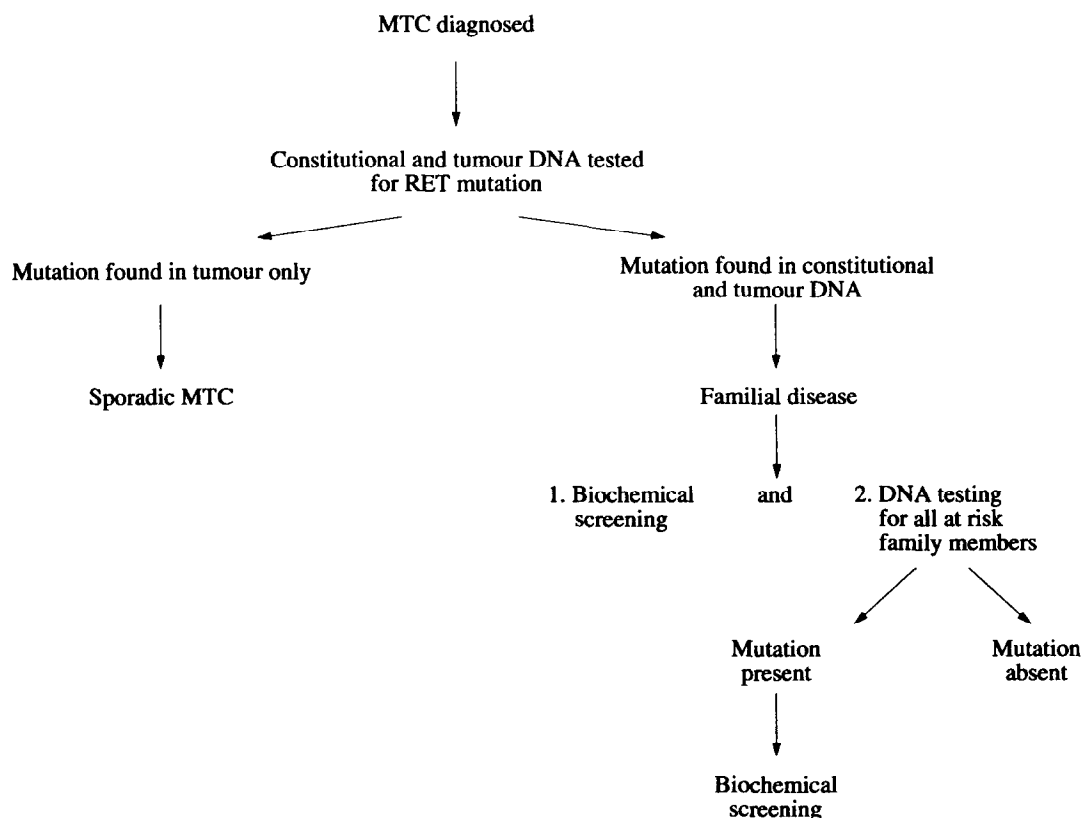 MTC diagnosed
Constitutional and tumour DNA tested
for RET mutation
Mutation found in tumour only
Mutation found in constitutional
and tumour DNA
Sporadic MTC
Familial disease
1. Biochemical
screening
and
2. DNA testing
for all at risk
family members
Mutation
present
Mutation
absent
Biochemical
screening